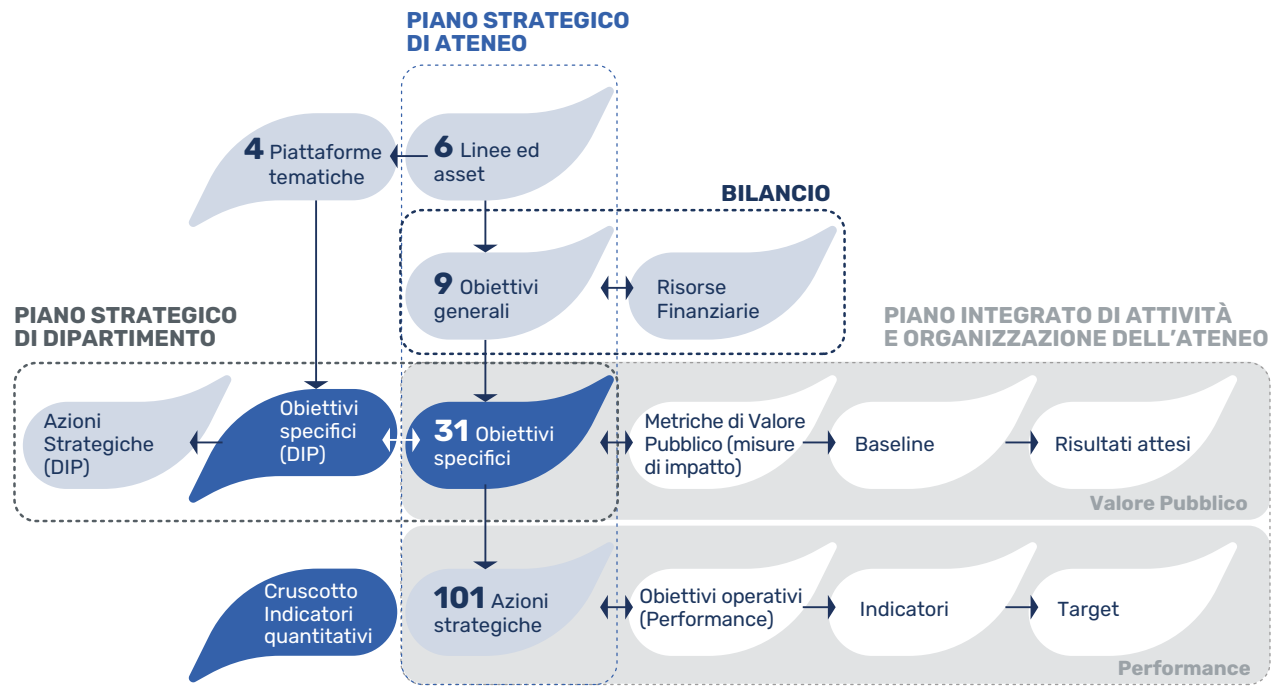 PIANO STRATEGICO
DI ATENEO
4 Piattaforme
tematiche
6 Linee ed
asset
BILANCIO
9 Obiettivi
generali
Risorse
Finanziarie
PIANO STRATEGICO
DI DIPARTIMENTO
PIANO INTEGRATO DI ATTIVITÀ
E ORGANIZZAZIONE DELL'ATENEO
Azioni
Strategiche
(DIP)
Obiettivi
specifici
(DIP)
31 Obiettivi
specifici
Metriche di Valore
Pubblico (misure
di impatto)
Baseline
Risultati attesi
Valore Pubblico
Cruscotto
Indicatori
quantitativi
101 Azioni
strategiche
Obiettivi operativi
(Performance)
Indicatori
Target
Performance